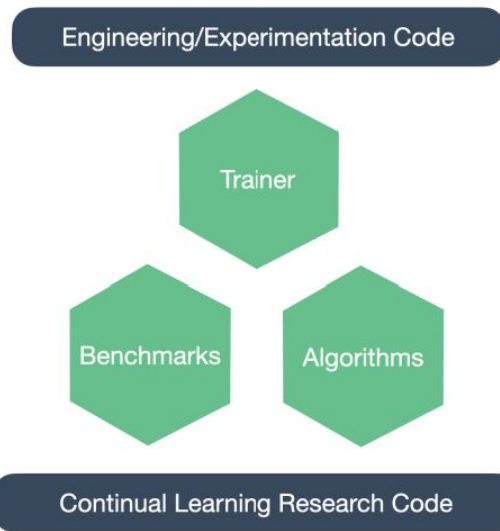 Engineering/Experimentation Code
Trainer
Benchmarks
Algorithms
Continual Learning Research Code